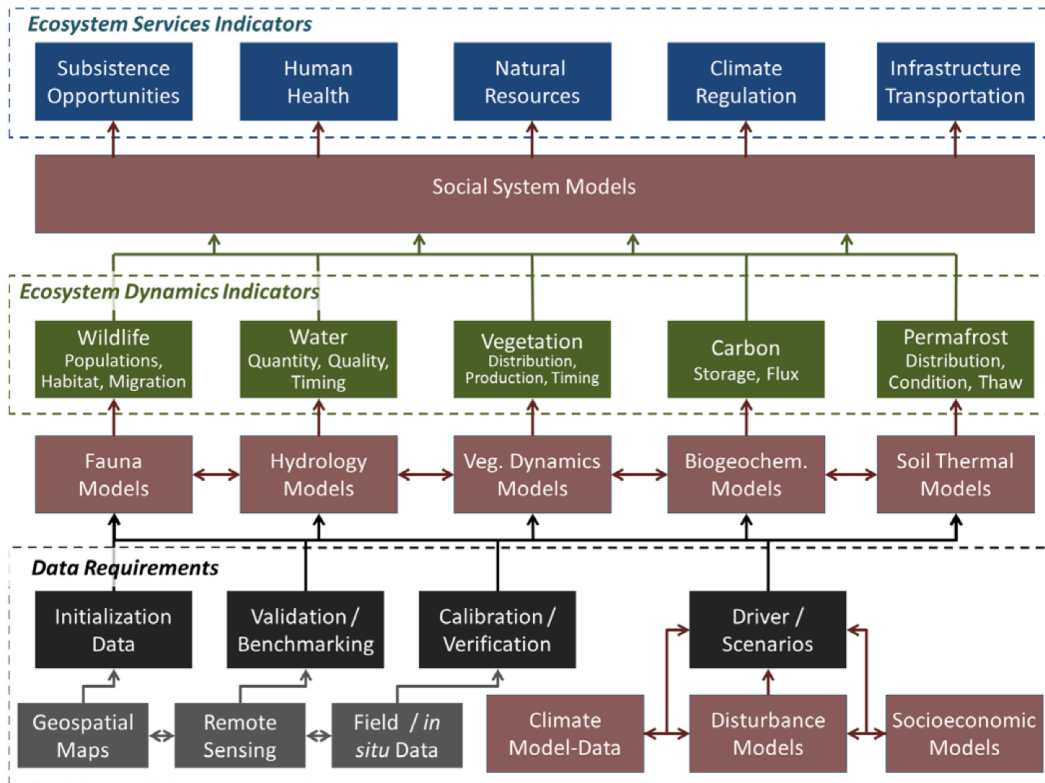 Ecosystem Services Indicators
Subsistence
Opportunities
Human
Health
Natural
Resources
Climate
Regulation
Infrastructure
Transportation
Social System Models
Ecosystem Dynamics Indicators
Wildlife
Populations,
Habitat, Migration
Water
Quantity, Quality,
Timing
Vegetation
Distribution,
Production, Timing
Carbon
Storage, Flux
Permafrost
Distribution,
Condition, Thaw
Fauna
Models
Hydrology
Models
Veg. Dynamics
Models
Biogeochem.
Models
Soil Thermal
Models
Data Requirements
Initialization
Data
Validation /
Benchmarking
Calibration /
Verification
Driver /
Scenarios
Geospatial
Maps
Remote
Sensing
Field / in
situ Data
Climate
Model-Data
Disturbance
Models
Socioeconomic
Models